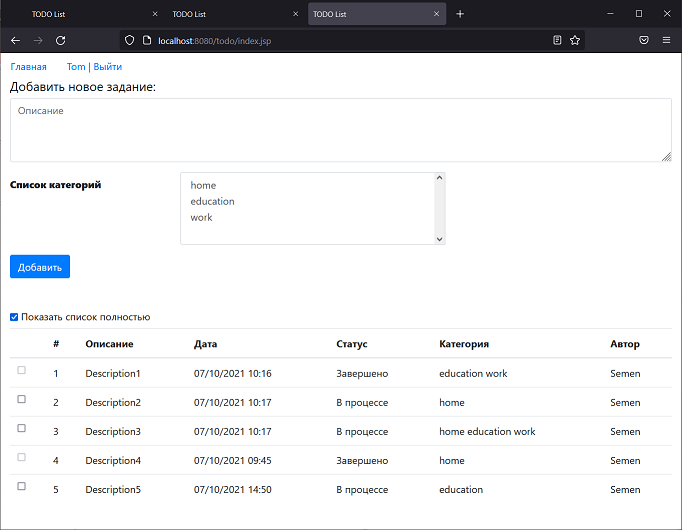 TODO List TODO List TODO List
localhost:8080/todo/index.jsp
Главная Tom | Выйти
Добавить новое задание:
Описание
Список категорий
home
education
work
Добавить
Показать список полностью
# Описание Дата Статус Категория Автор
1 Description1 07/10/2021 10:16 Завершено education work Semen
2 Description2 07/10/2021 10:17 В процессе home Semen
3 Description3 07/10/2021 10:17 В процессе home education work Semen
4 Description4 07/10/2021 09:45 Завершено home Semen
5 Description5 07/10/2021 14:50 В процессе education Semen